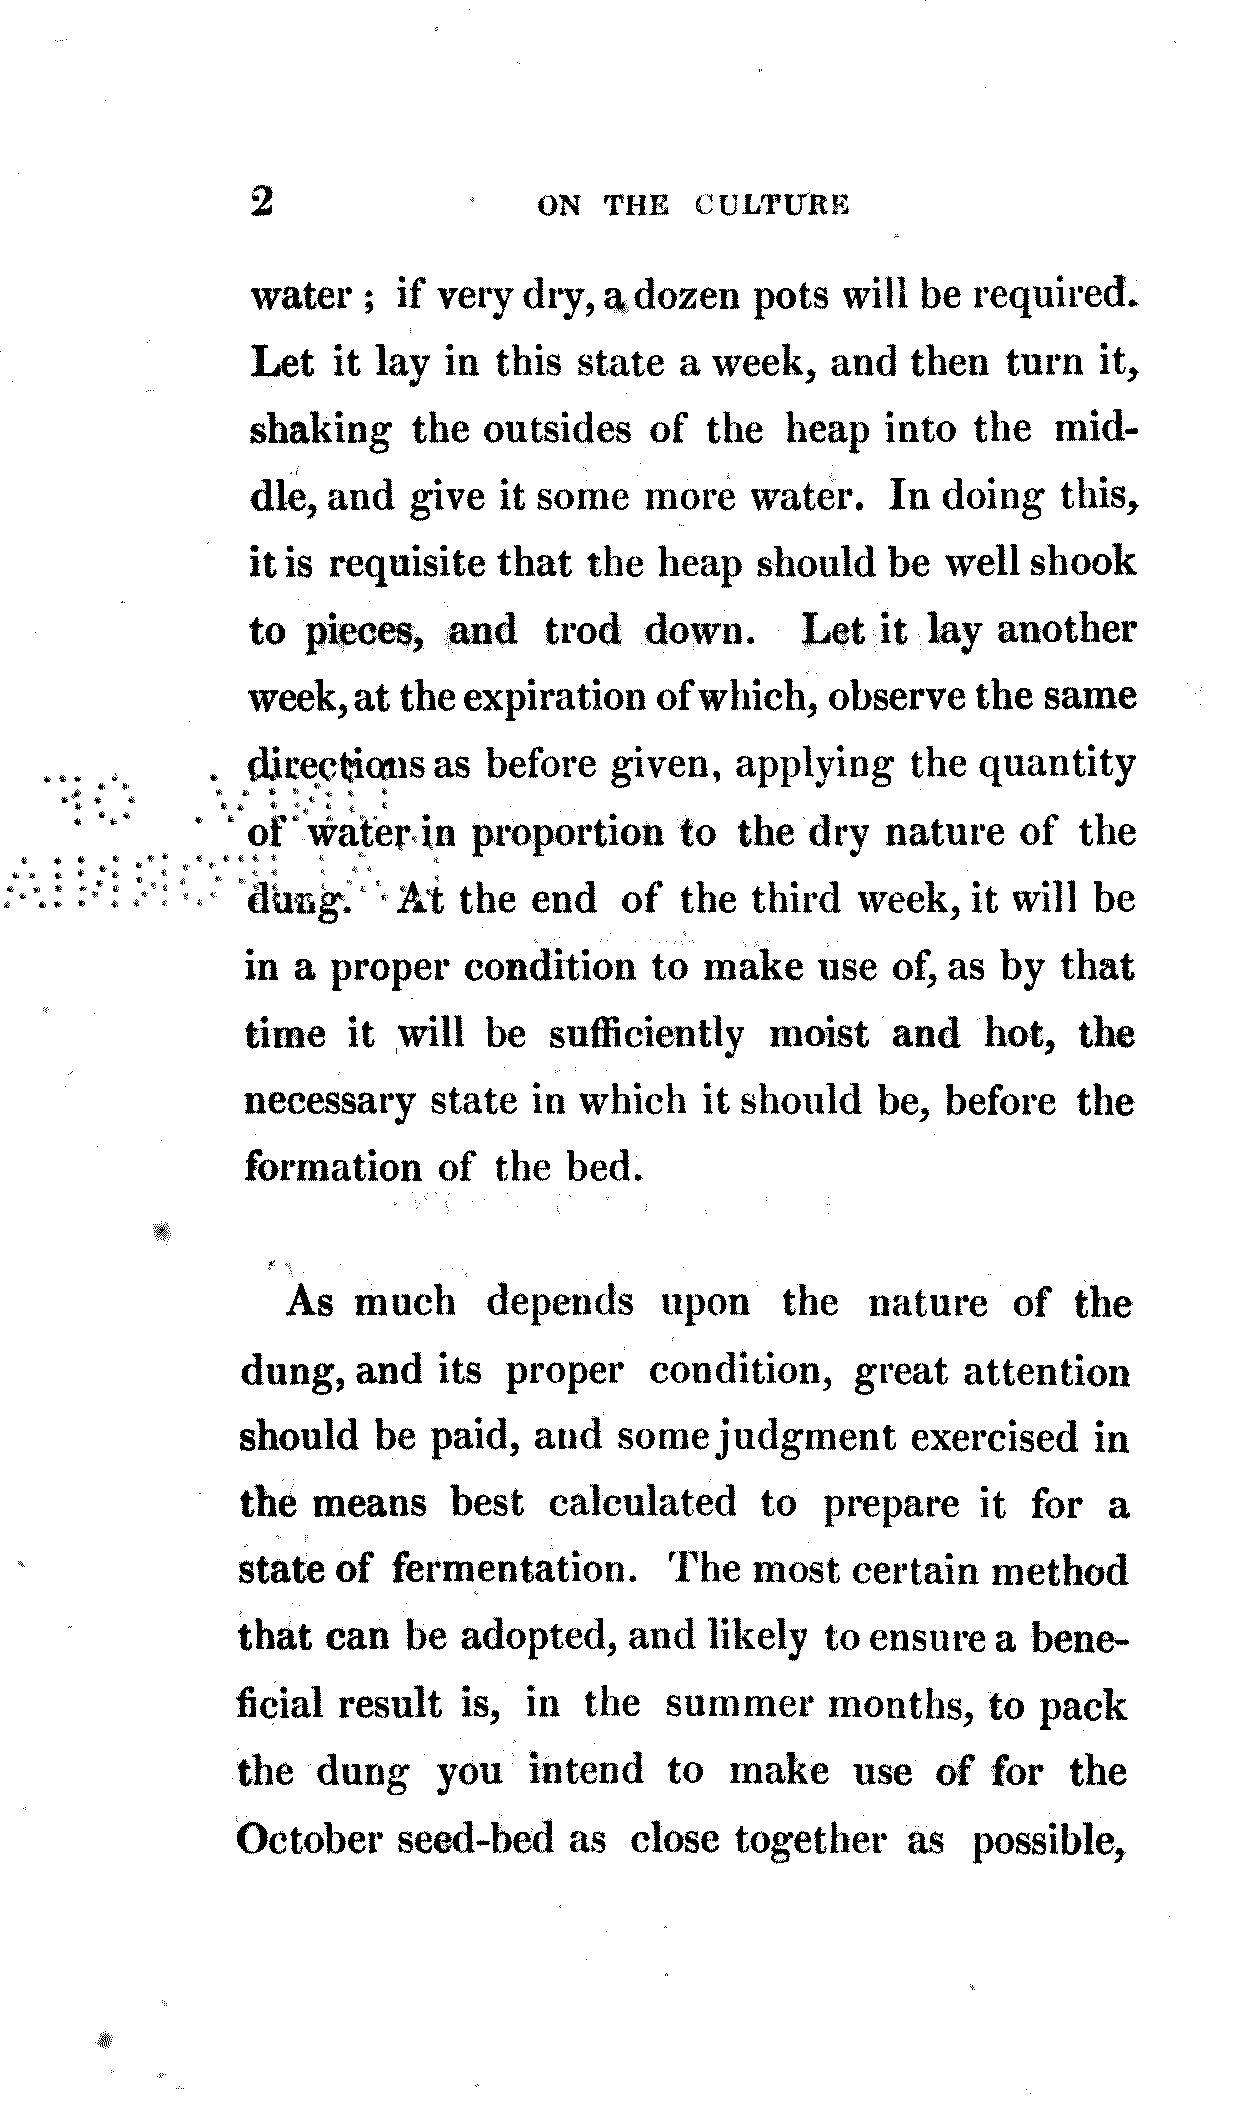 2 ON THE CULTURE
water ; if very dry, a dozen pots will be required.
Let it lay in this state a week, and then turn it,
shaking the outsides of the heap into the mid-
dle, and give it some more water. In doing this,
it is requisite that the heap should be well shook
to pieces, and trod down. Let it lay another
week, at the expiration of which, observe the same
directions as before given, applying the quantity
of water in proportion to the dry nature of the
dung. At the end of the third week, it will be
in a proper condition to make use of, as by that
time it will be sufficiently moist and hot, the
necessary state in which it should be, before the
formation of the bed.
As much depends upon the nature of the
dung, and its proper condition, great attention
should be paid, and some judgment exercised in
the means best calculated to prepare it for a
state of fermentation. The most certain method
that can be adopted, and likely to ensure a bene-
ficial result is, in the summer months, to pack
the dung you intend to make use of for the
October seed-bed as close together as possible,